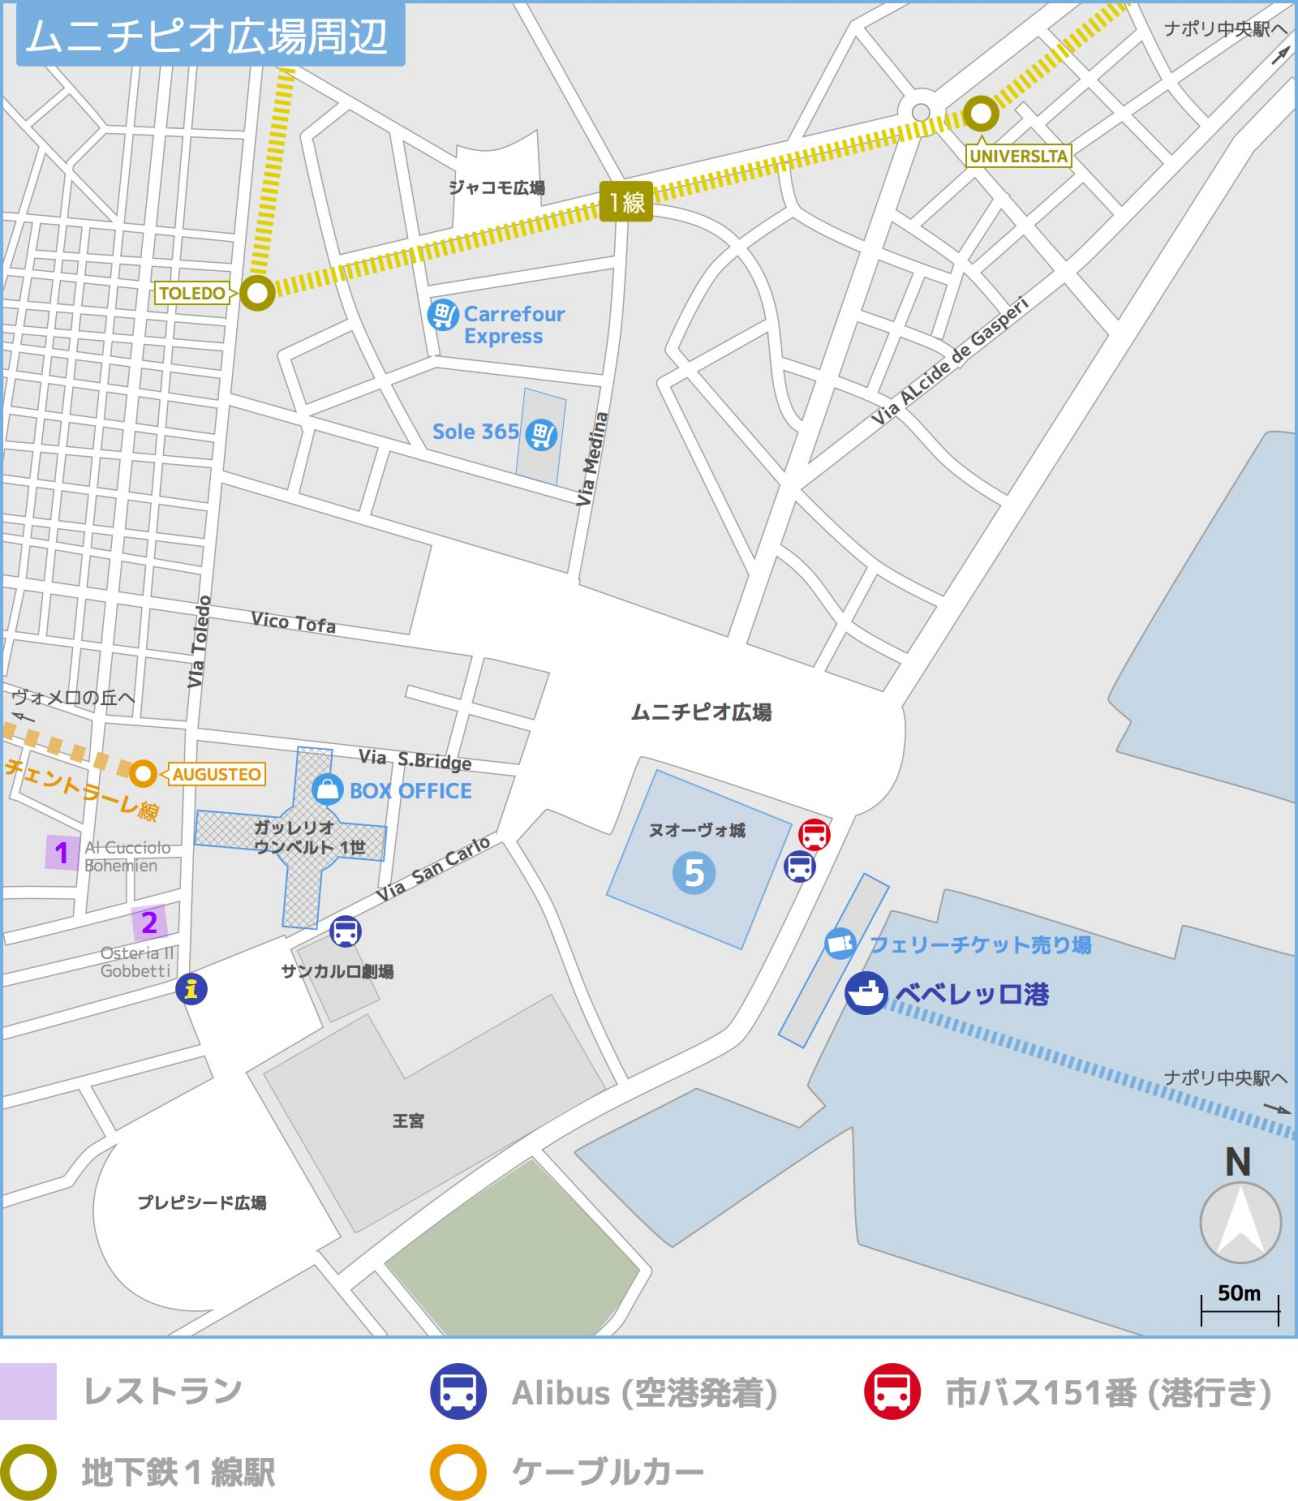 ムニチピオ広場周辺
ナポリ中央駅へ
UNIVERSLTA
ジャコモ広場
1線
TOLEDO
Carrefour
Express
Via ALcide de Gasperi
Sole 365
Via Medina
Vico Tofa
VIa Toledo
ヴォメロの丘へ
ムニチピオ広場
Via S.Bridge
AUGUSTEO
チェントラーレ線
BOX OFFICE
ガッレリオ
ウンベルト 1世
ヌオーヴォ城
5
1
Al Cucciolo
Bohemien
Via San Carlo
2
Osteria II
Gobbetti
サンカルロ劇場
フェリーチケット売り場
ベベレッロ港
ナポリ中央駅へ
王宮
プレピシード広場
N
50m
レストラン
Alibus (空港発着)
市バス151番 (港行き)
地下鉄１線駅
ケーブルカー